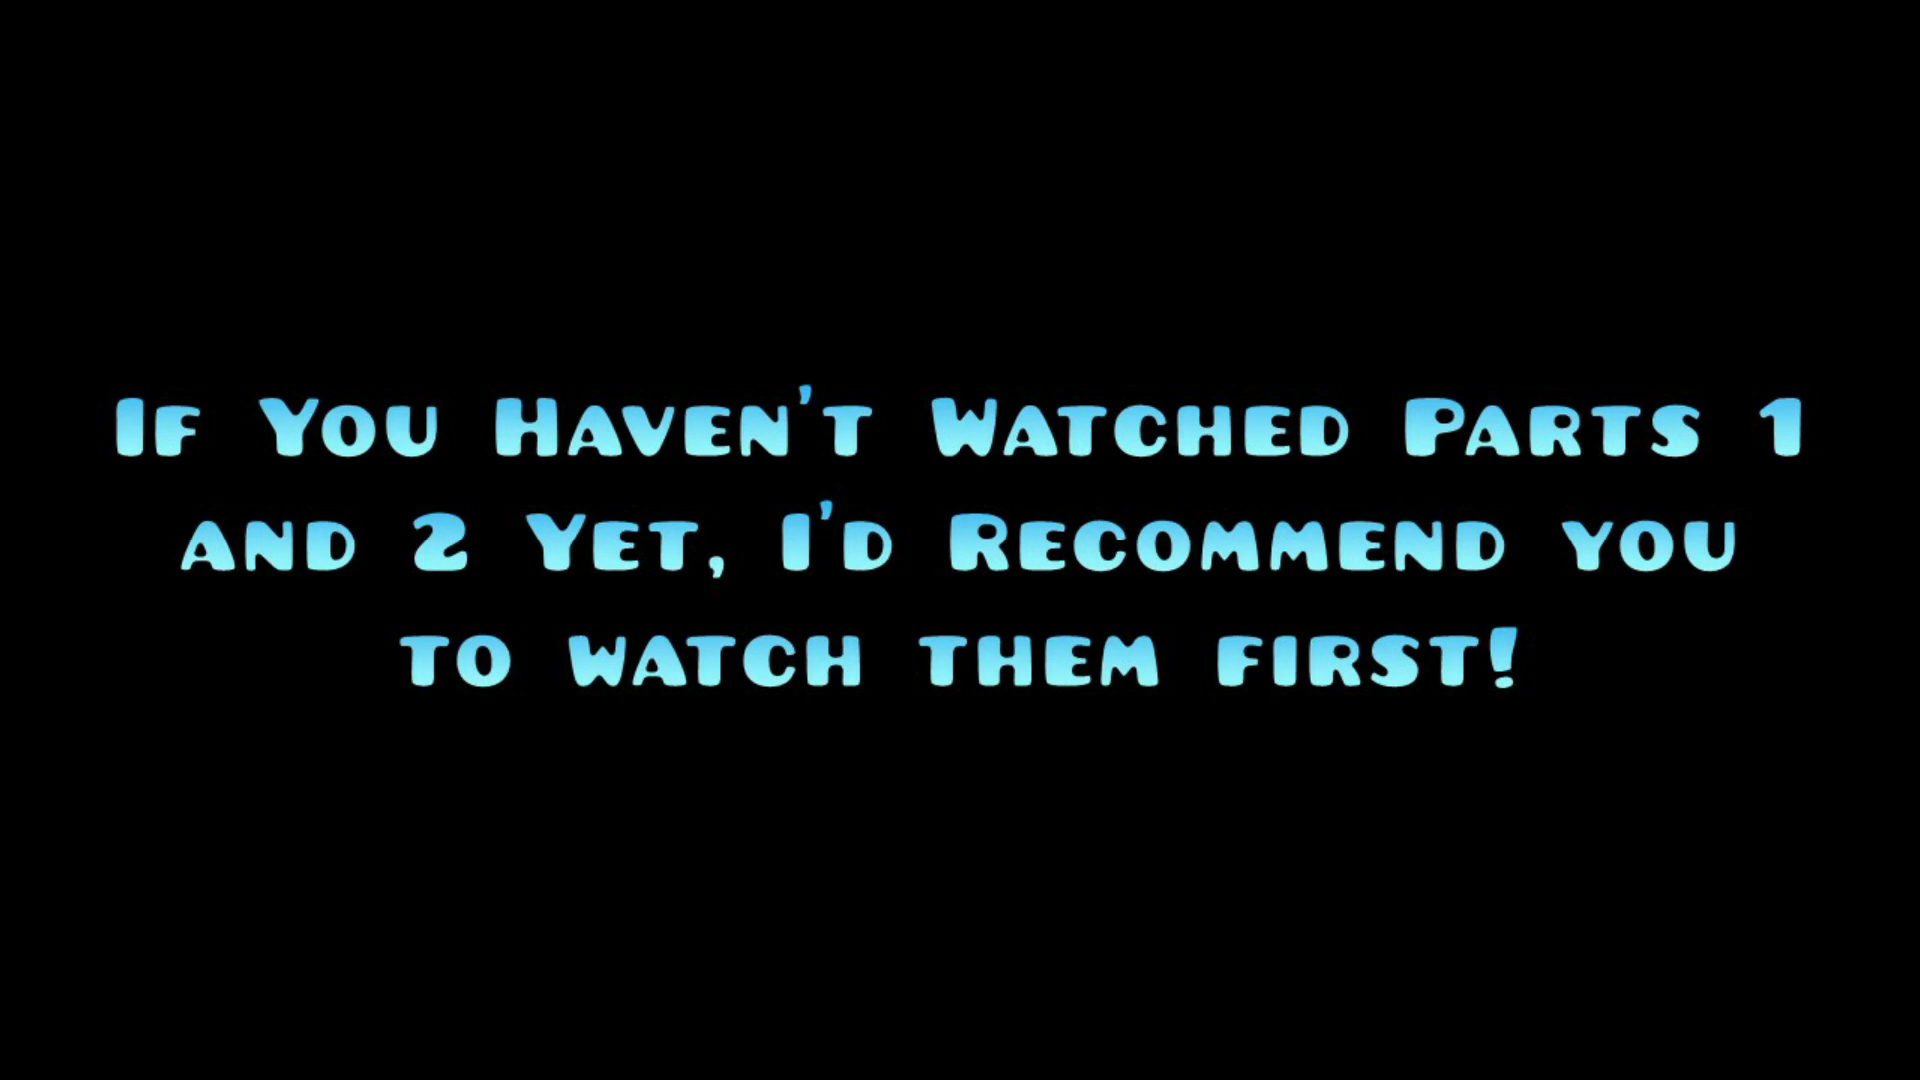 If You Haven't Watched Parts 1
and 2 Yet, I'd Recommend you
to watch them first!